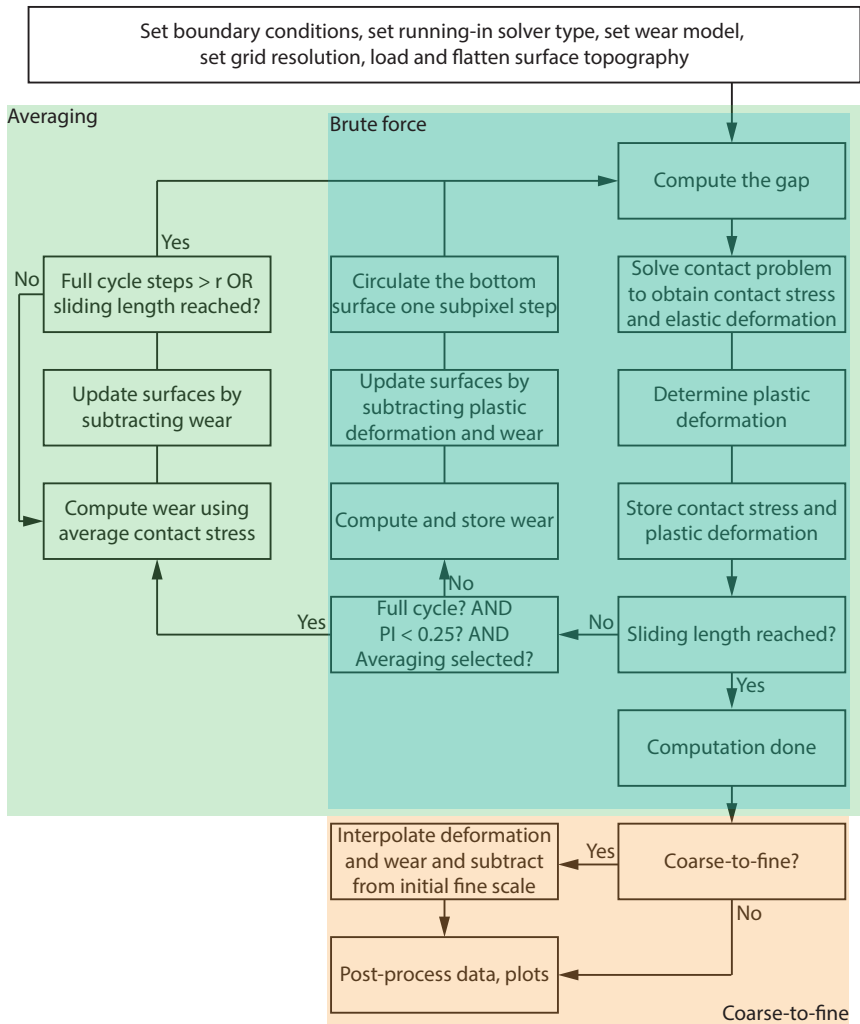 Set boundary conditions, set running-in solver type, set wear model,
set grid resolution, load and flatten surface topography
Averaging
Brute force
Compute the gap
Yes
No
Full cycle steps > r OR
sliding length reached?
Circulate the bottom
surface one subpixel step
Solve contact problem
to obtain contact stress
and elastic deformation
Update surfaces by
subtracting wear
Update surfaces by
subtracting plastic
deformation and wear
Determine plastic
deformation
Compute wear using
average contact stress
Compute and store wear
Store contact stress and
plastic deformation
No
Yes
Full cycle? AND
PI < 0.25? AND
Averaging selected?
No
Sliding length reached?
Yes
Computation done
Interpolate deformation
and wear and subtract
from initial fine scale
Yes
Coarse-to-fine?
No
Post-process data, plots
Coarse-to-fine